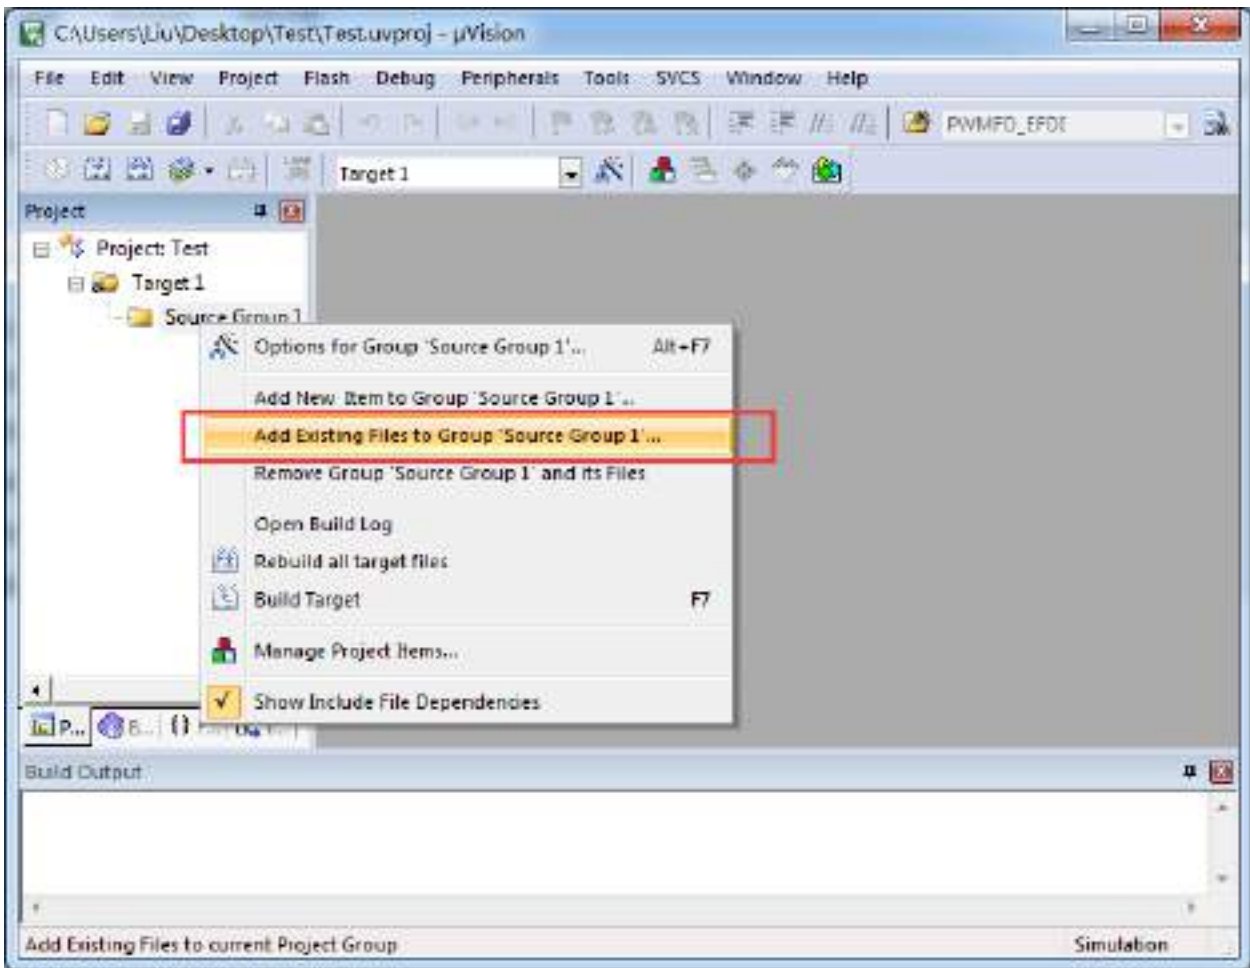 C:\Users\Liu\Desktop\Test\Test.uvproj - µVision
File Edit View Project Flash Debug Peripherals Tools SVCS Window Help
PWMFD_EFDI
Target 1
Project
Project: Test
Target 1
Source Group 1
Options for Group 'Source Group 1'... Alt+F7
Add New Item to Group 'Source Group 1'...
Add Existing Files to Group 'Source Group 1'...
Remove Group 'Source Group 1' and its Files
Open Build Log
Rebuild all target files
Build Target F7
Manage Project Items...
Show Include File Dependencies
P... B... {}
Build Output
Add Existing Files to current Project Group Simulation